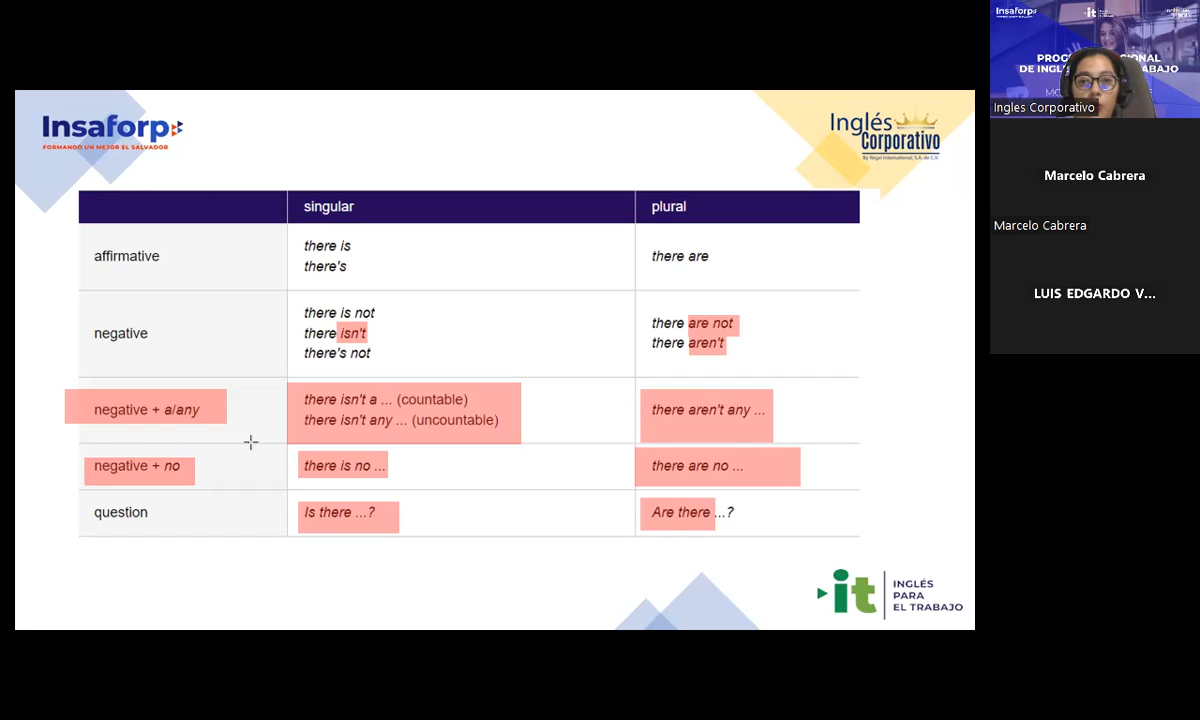 Insaforp
FORMANDO UN MEJOR EL SALVADOR
Inglés
Corporativo
By Regal International, S.A. de C.V.
singular
plural
affirmative
there is
there's
there are
negative
there is not
there isn't
there's not
there are not
there aren't
negative + a/any
there isn't a ... (countable)
there isn't any ... (uncountable)
there aren't any ...
negative + no
there is no ...
there are no ...
question
Is there ...?
Are there ...?
it
INGLÉS
PARA
EL TRABAJO
Insaforp
it
Ingles Corporativo
Marcelo Cabrera
Marcelo Cabrera
LUIS EDGARDO V...